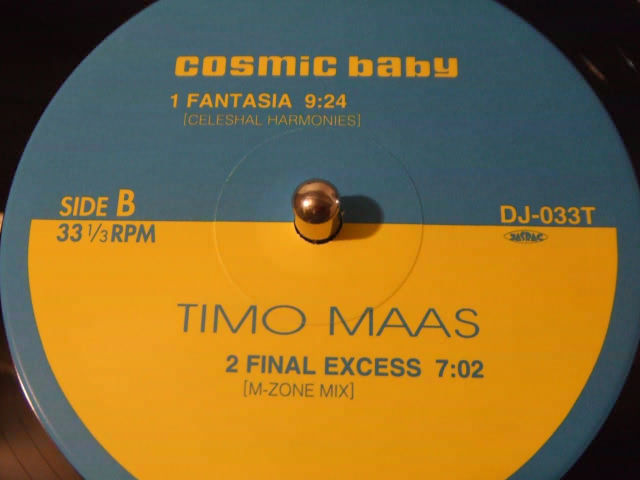 cosmic baby
1 FANTASIA 9:24
[CELESHAL HARMONIES]
SIDE B
33 1/3 RPM
DJ-033T
JASRAC
TIMO MAAS
2 FINAL EXCESS 7:02
[M-ZONE MIX]